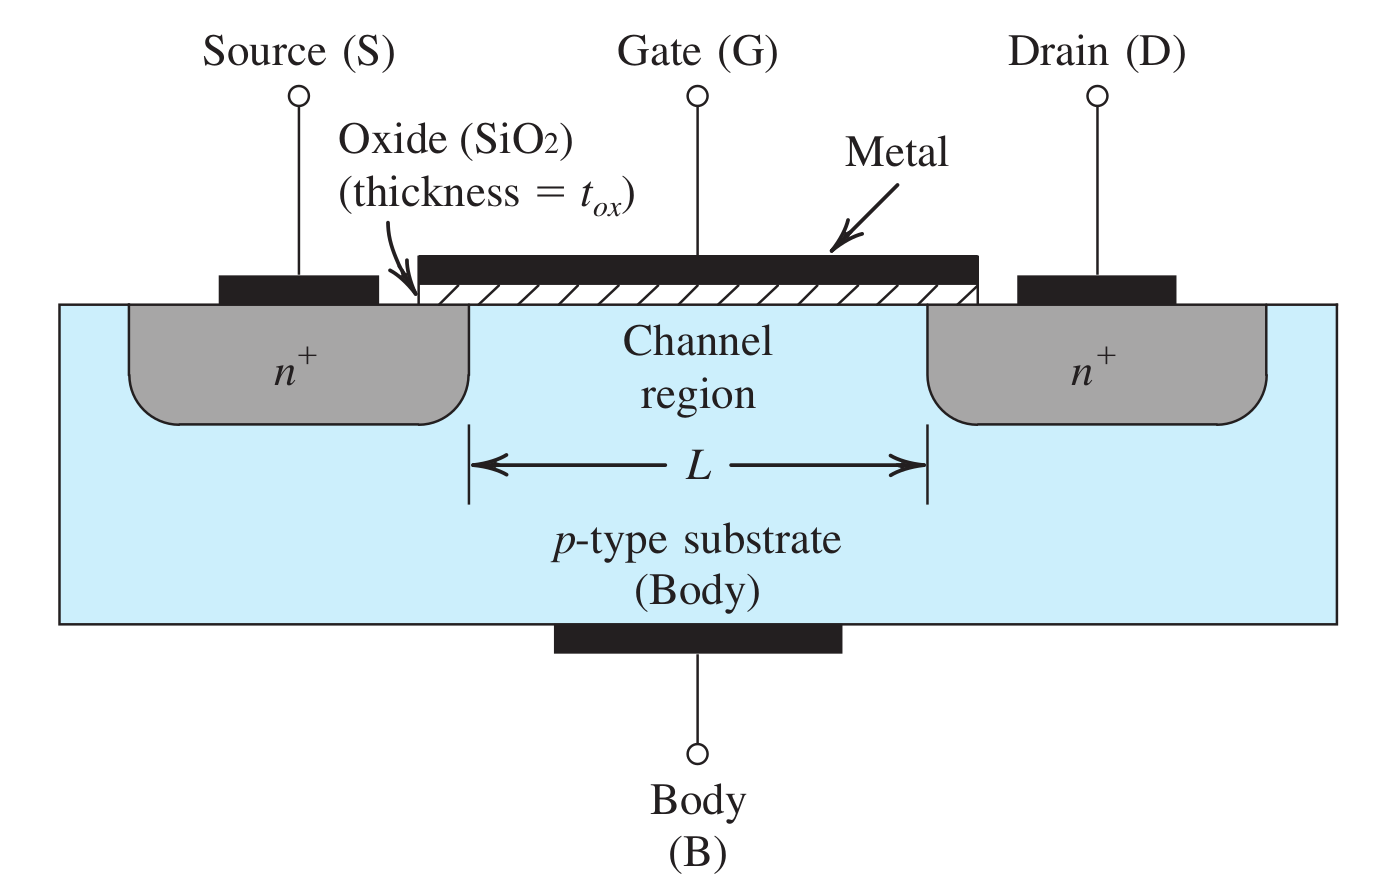 Source (S)
Gate (G)
Drain (D)
Oxide (SiO₂)
(thickness = tₒₓ)
Metal
n⁺
Channel
region
n⁺
L
p-type substrate
(Body)
Body
(B)